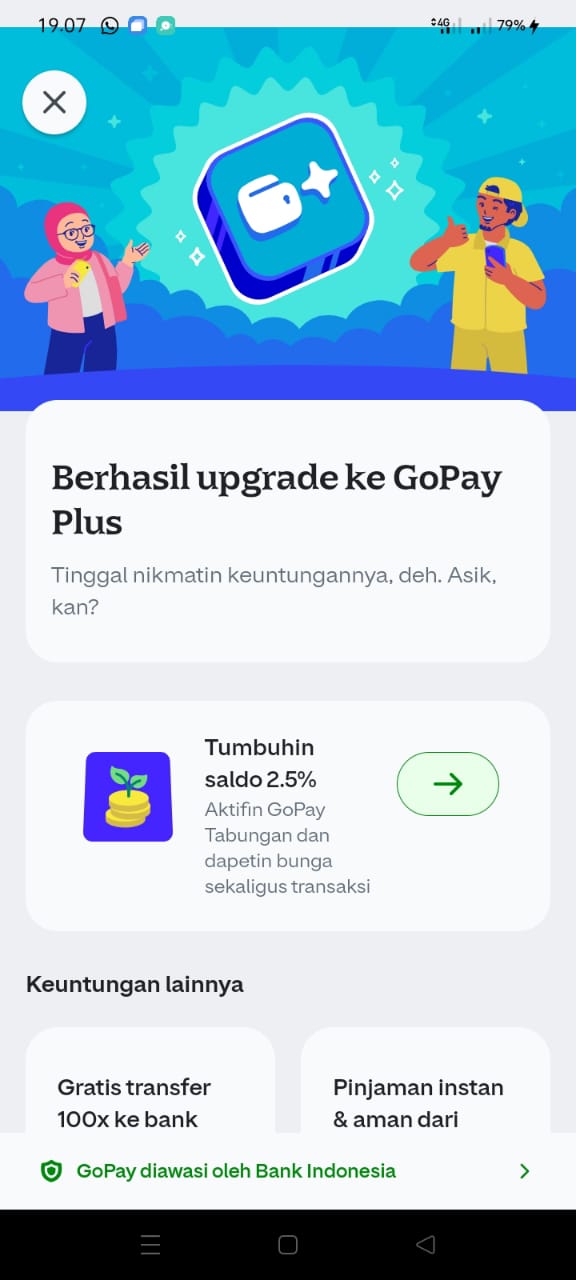 19.07
4G
79%
Berhasil upgrade ke GoPay
Plus
Tinggal nikmatin keuntungannya, deh. Asik,
kan?
Tumbuhin
saldo 2.5%
Aktifin GoPay
Tabungan dan
dapetin bunga
sekaligus transaksi
Keuntungan lainnya
Gratis transfer
100x ke bank
Pinjaman instan
& aman dari
GoPay diawasi oleh Bank Indonesia